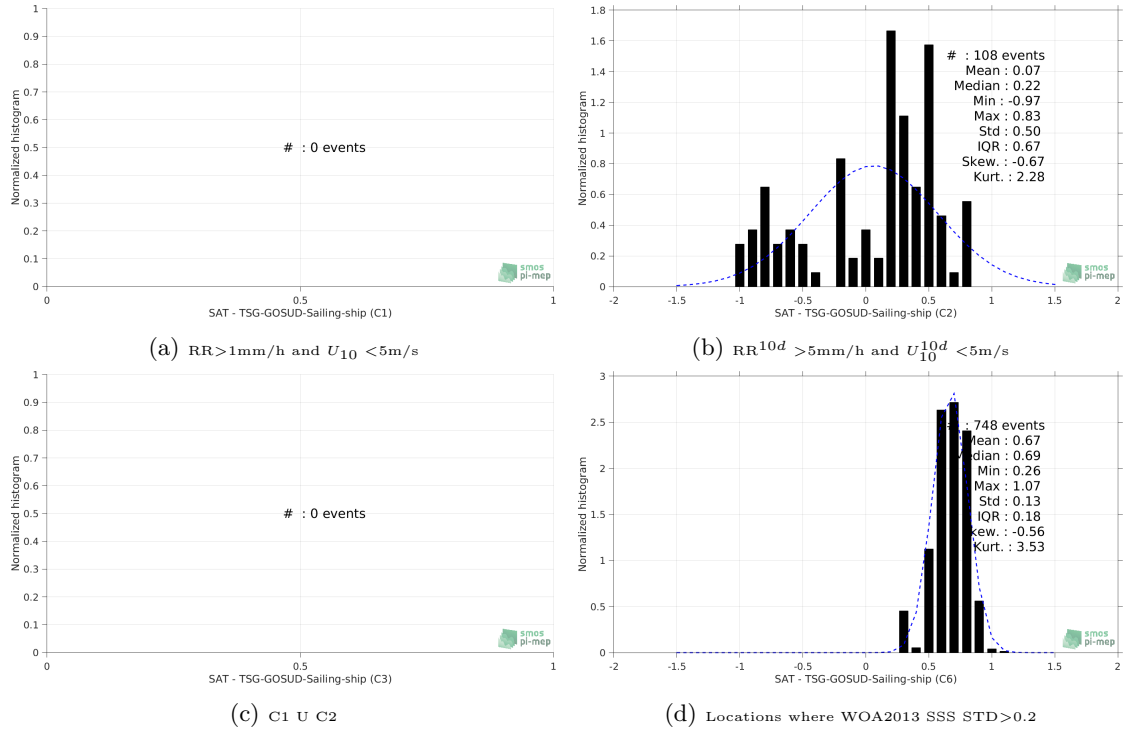 1
0.9
0.8
0.7
0.6
0.5
0.4
0.3
0.2
0.1
0
Normalized histogram
# : 0 events
smos
pi-mep
0 0.5 1
SAT - TSG-GOSUD-Sailing-ship (C1)
(a) RR>1mm/h and U10 <5m/s
1.8
1.6
1.4
1.2
1
0.8
0.6
0.4
0.2
0
Normalized histogram
# : 108 events
Mean : 0.07
Median : 0.22
Min : -0.97
Max : 0.83
Std : 0.50
IQR : 0.67
Skew. : -0.67
Kurt. : 2.28
smos
pi-mep
-2 -1.5 -1 -0.5 0 0.5 1 1.5 2
SAT - TSG-GOSUD-Sailing-ship (C2)
(b) RR10d >5mm/h and U10d10 <5m/s
1
0.9
0.8
0.7
0.6
0.5
0.4
0.3
0.2
0.1
0
Normalized histogram
# : 0 events
smos
pi-mep
0 0.5 1
SAT - TSG-GOSUD-Sailing-ship (C3)
(c) C1 U C2
3
2.5
2
1.5
1
0.5
0
Normalized histogram
# : 748 events
Mean : 0.67
Median : 0.69
Min : 0.26
Max : 1.07
Std : 0.13
IQR : 0.18
Skew. : -0.56
Kurt. : 3.53
smos
pi-mep
-2 -1.5 -1 -0.5 0 0.5 1 1.5 2
SAT - TSG-GOSUD-Sailing-ship (C6)
(d) Locations where WOA2013 SSS STD>0.2